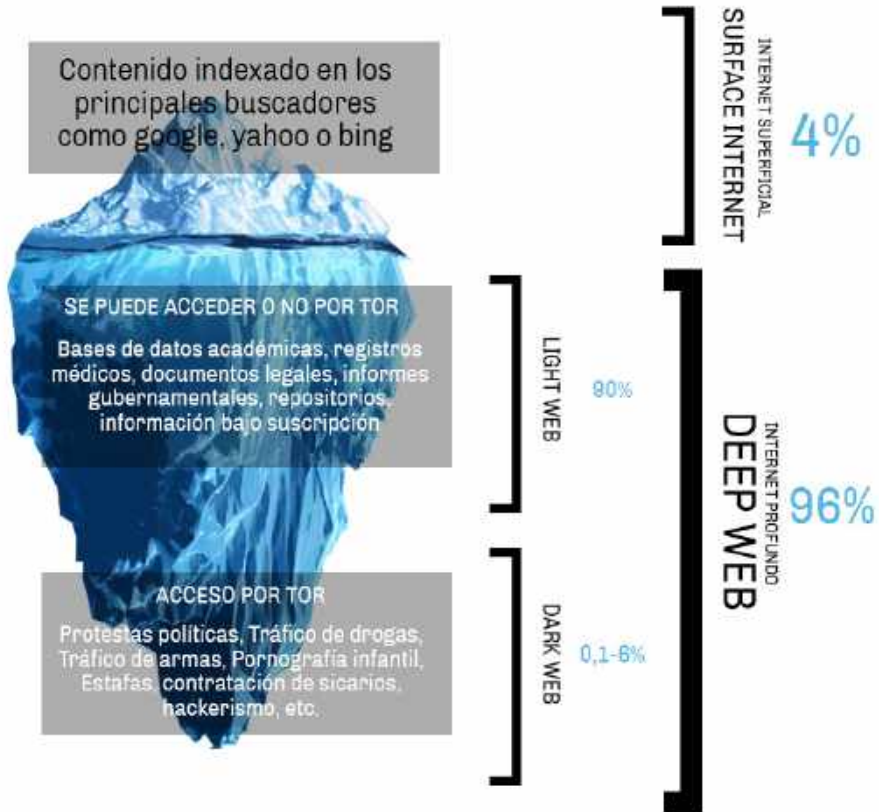 Contenido indexado en los
principales buscadores
como google, yahoo o bing
INTERNET SUPERFICIAL
SURFACE INTERNET
4%
SE PUEDE ACCEDER O NO POR TOR
Bases de datos académicas, registros
médicos, documentos legales, informes
gubernamentales, repositorios,
información bajo suscripción
LIGHT WEB
90%
INTERNET PROFUNDO
DEEP WEB
96%
ACCESO POR TOR
Protestas políticas, Tráfico de drogas,
Tráfico de armas, Pornografía infantil,
Estafas, contratación de sicarios,
hackerismo, etc.
DARK WEB
0,1-6%